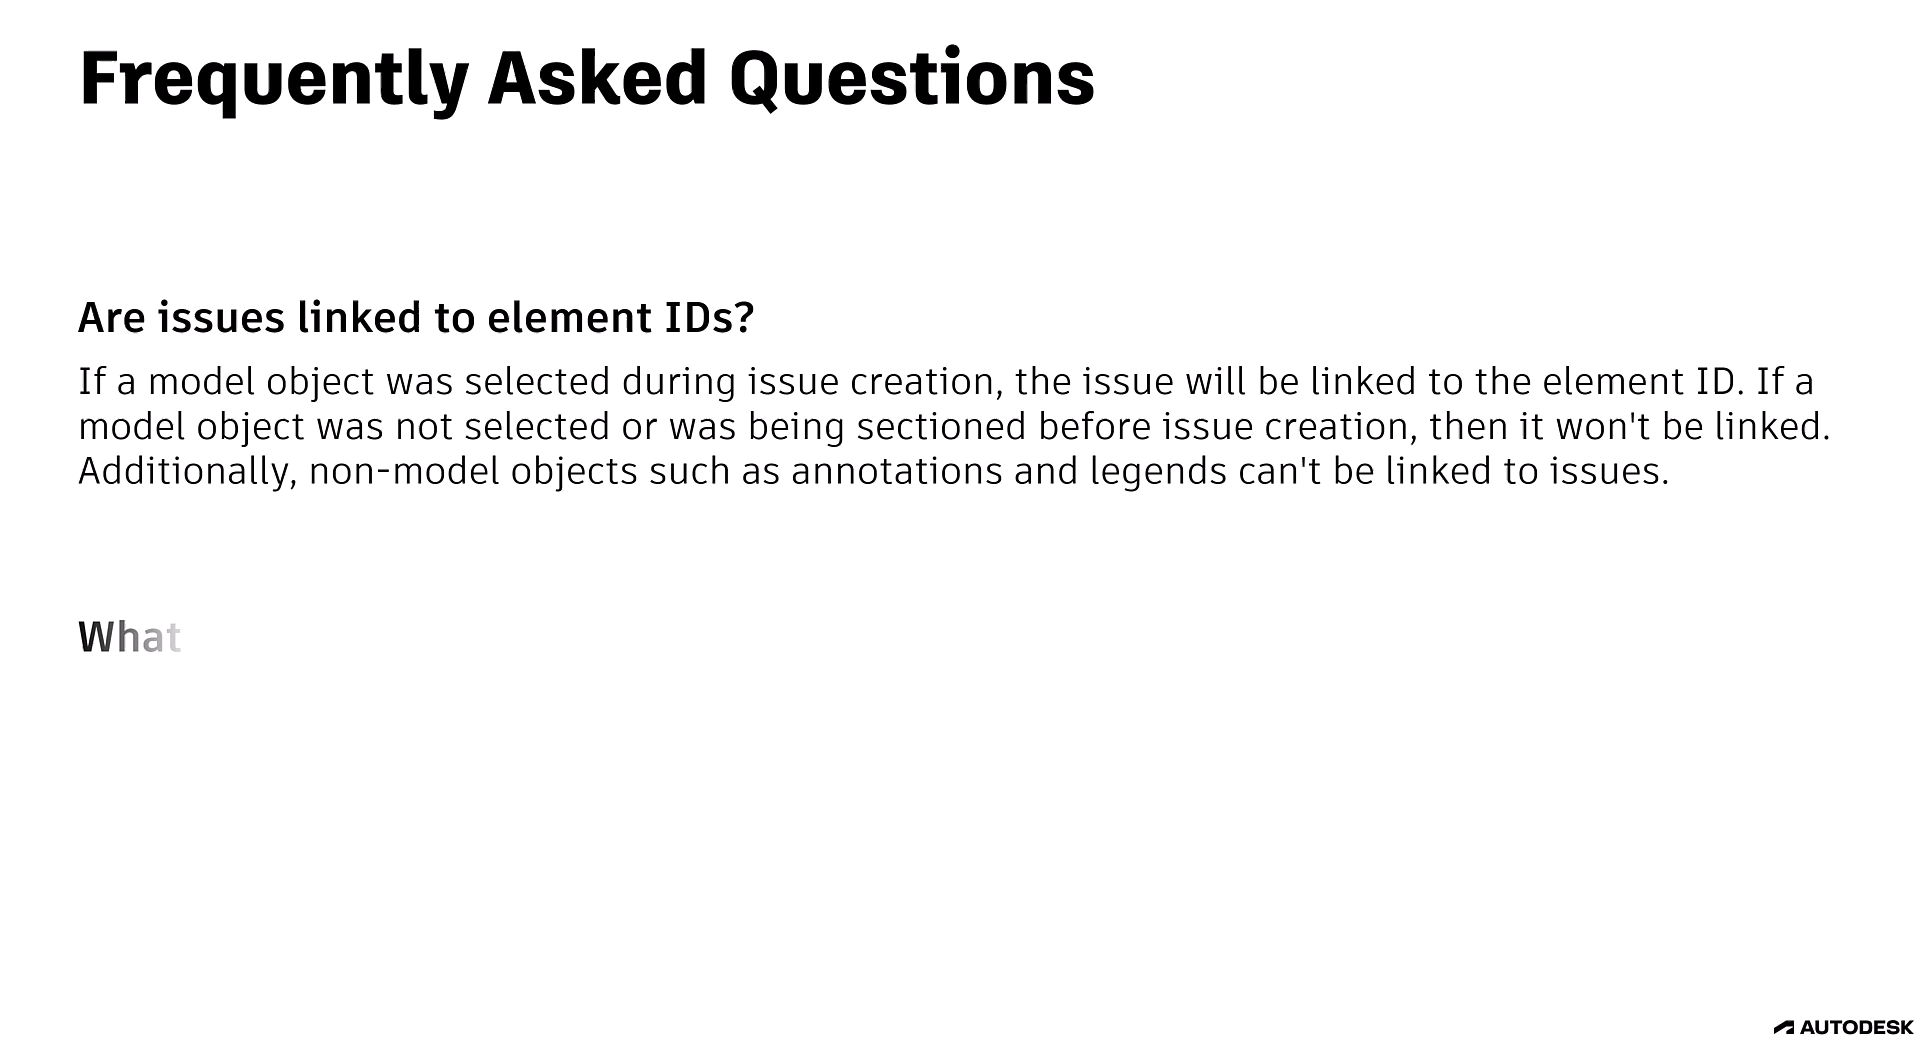 Frequently Asked Questions
Are issues linked to element IDs?
If a model object was selected during issue creation, the issue will be linked to the element ID. If a
model object was not selected or was being sectioned before issue creation, then it won't be linked.
Additionally, non-model objects such as annotations and legends can't be linked to issues.
What
AUTODESK